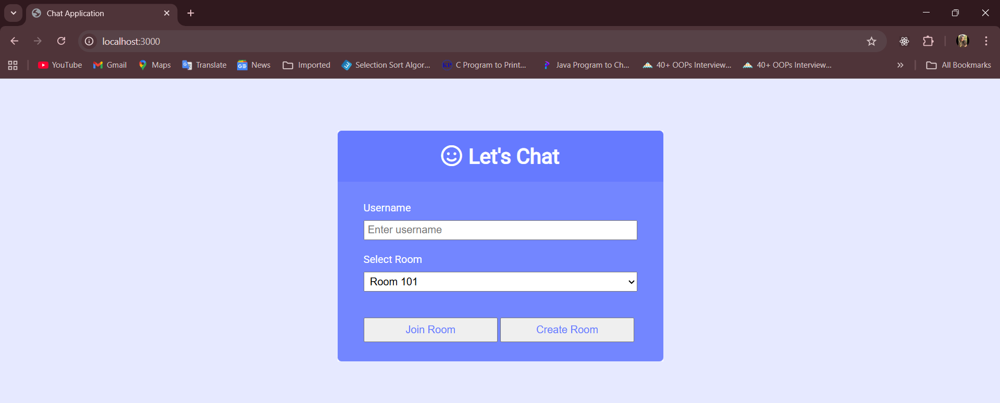 Chat Application
localhost:3000
YouTube Gmail Maps Translate News Imported Selection Sort Algor... KP C Program to Print... Java Program to Ch... 40+ OOPs Interview... 40+ OOPs Interview... All Bookmarks
Let's Chat
Username
Enter username
Select Room
Room 101
Join Room Create Room